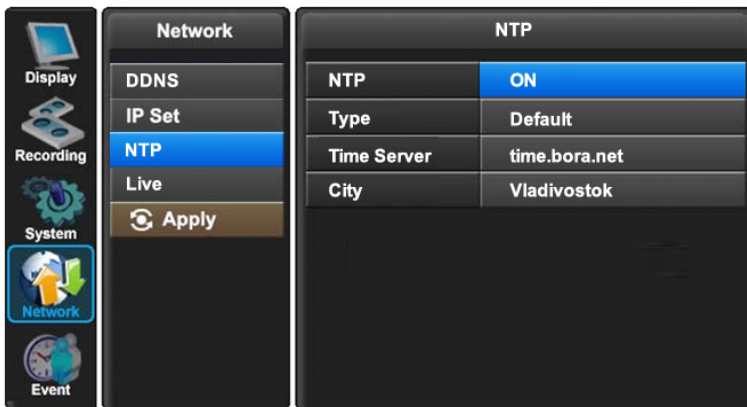 Display
Recording
System
Network
Event
Network
DDNS
IP Set
NTP
Live
Apply
NTP
NTP ON
Type Default
Time Server time.bora.net
City Vladivostok